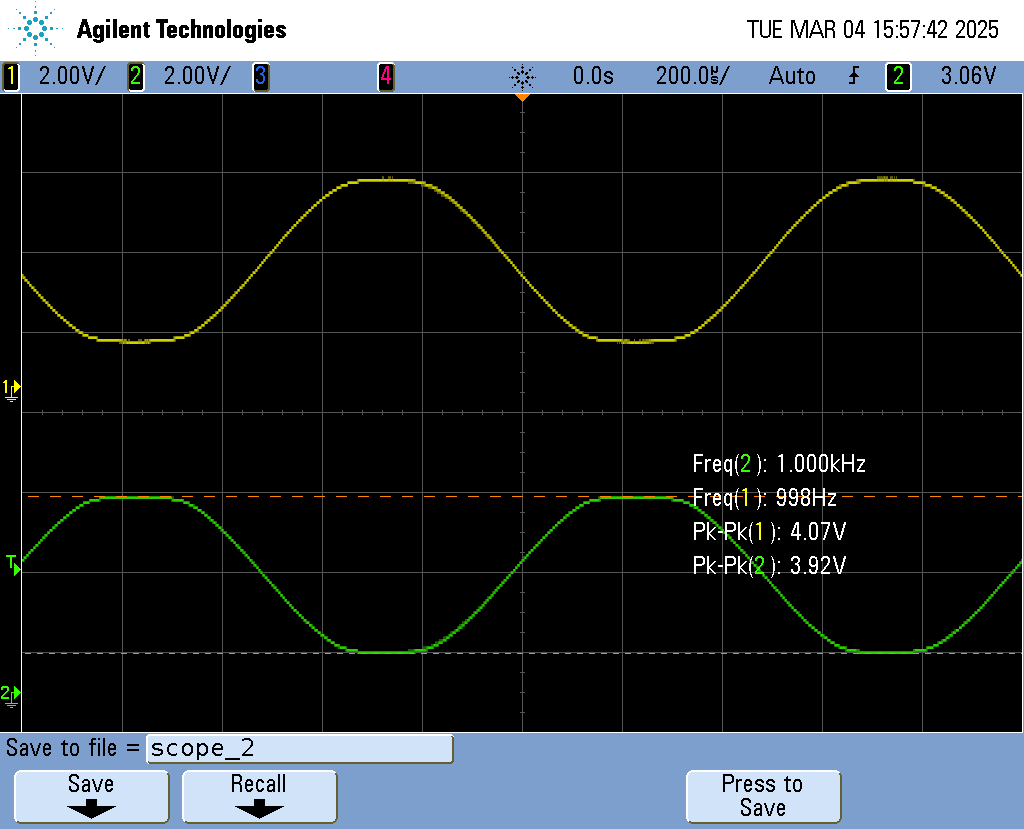 Agilent Technologies
TUE MAR 04 15:57:42 2025
1 2.00V/ 2 2.00V/ 3 4 0.0s 200.0µs/ Auto 2 3.06V
1
Freq(2): 1.000kHz
Freq(1): 998Hz
Pk-Pk(1): 4.07V
T
Pk-Pk(2): 3.92V
2
Save to file = scope_2
Save
Recall
Press to
Save